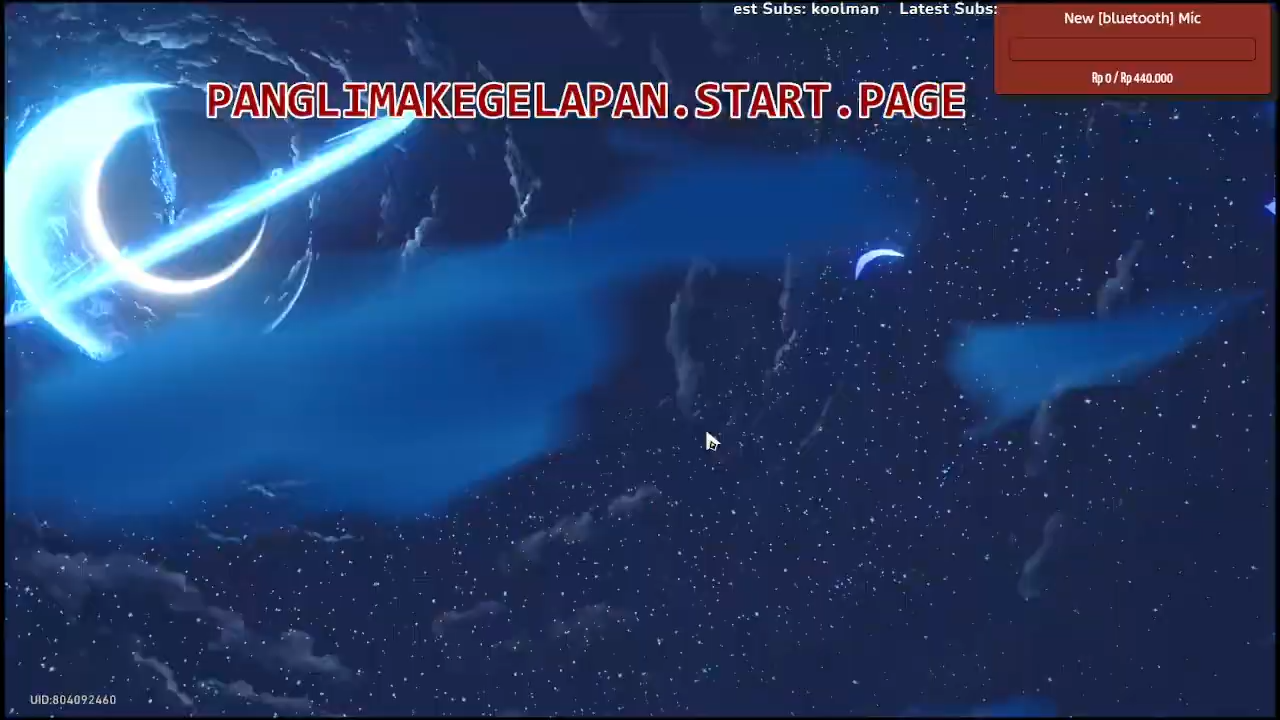 est Subs: koolman Latest Subs:
New [bluetooth] Mic
Rp 0 / Rp 440.000
PANGLIMAKEGELAPAN.START.PAGE
UID:804092460